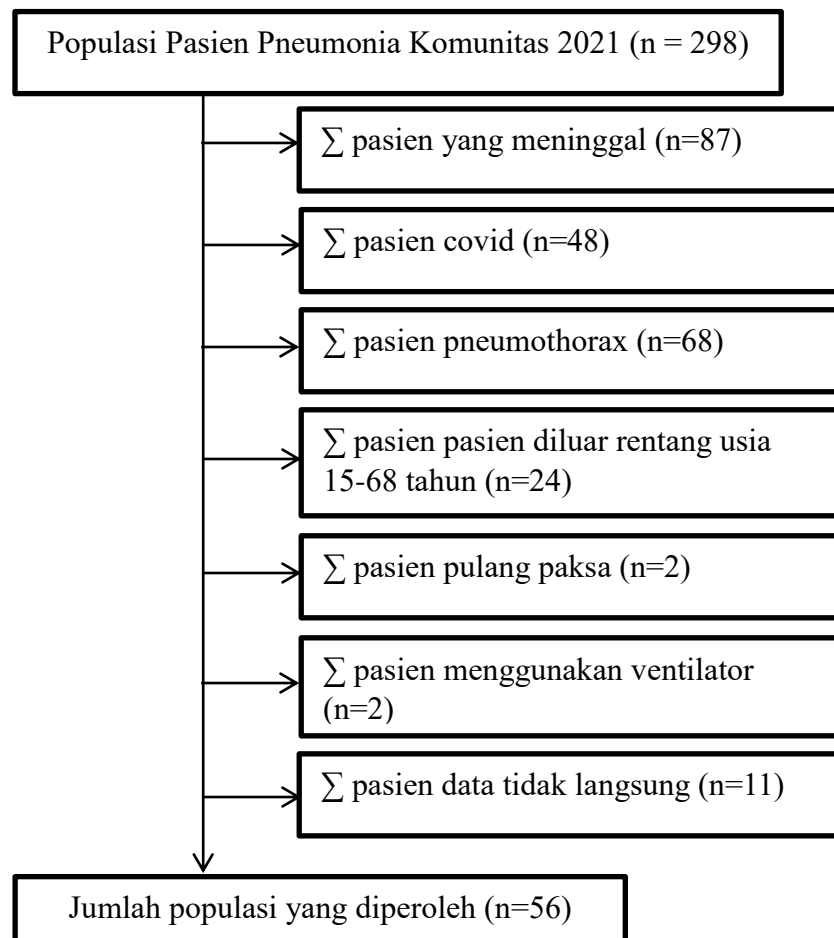 Populasi Pasien Pneumonia Komunitas 2021 (n = 298)
∑ pasien yang meninggal (n=87)
∑ pasien covid (n=48)
∑ pasien pneumothorax (n=68)
∑ pasien pasien diluar rentang usia
15-68 tahun (n=24)
∑ pasien pulang paksa (n=2)
∑ pasien menggunakan ventilator
(n=2)
∑ pasien data tidak langsung (n=11)
Jumlah populasi yang diperoleh (n=56)